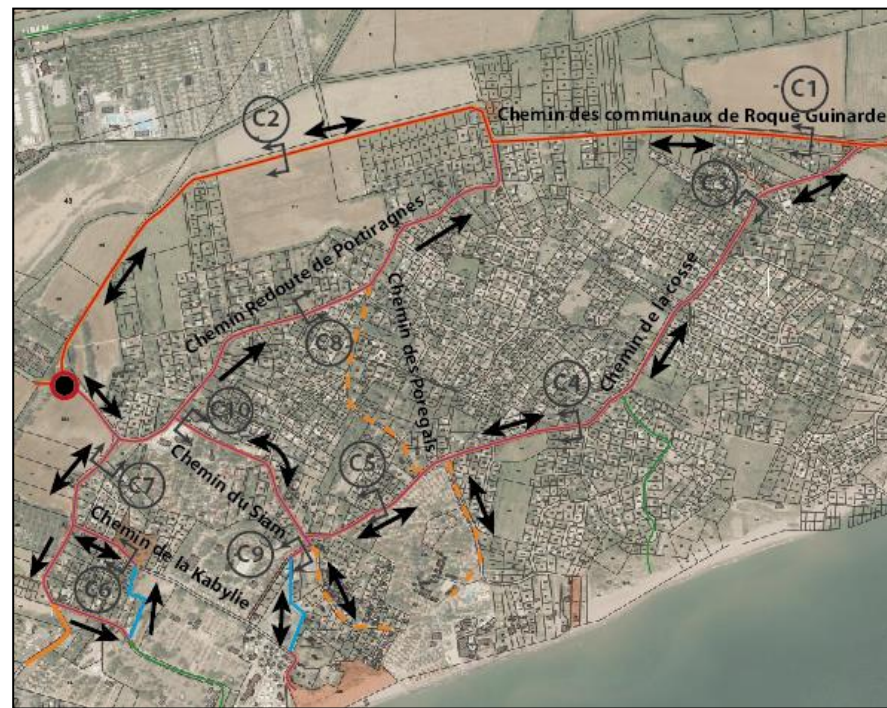 C1
Chemin des communaux de Roque Guinarde
C2
C3
Chemin Redoute de Portiragnes
Chemin des Poregals
Chemin de la cosse
C8
C4
C10
C5
C7
Chemin du Siam
C9
Chemin de la Kabylie
C6